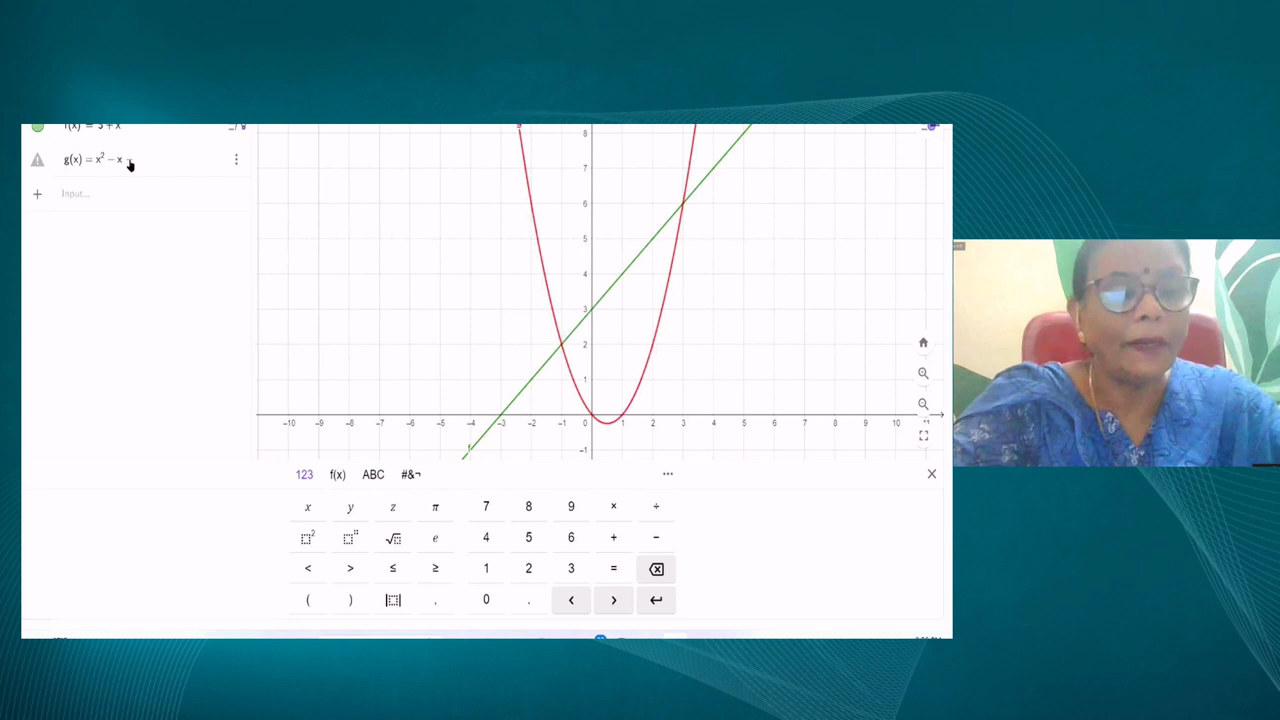 f(x) = 3 + x
g(x) = x² − x −
Input...
g
8
7
6
5
4
3
2
1
−10 −9 −8 −7 −6 −5 −4 −3 −2 −1 0 1 2 3 4 5 6 7 8 9 10 11
−1
f
123 f(x) ABC #&¬ ...
x y z π 7 8 9 × ÷
e 4 5 6 + −
< > ≤ ≥ 1 2 3 =
( ) , 0 . < >